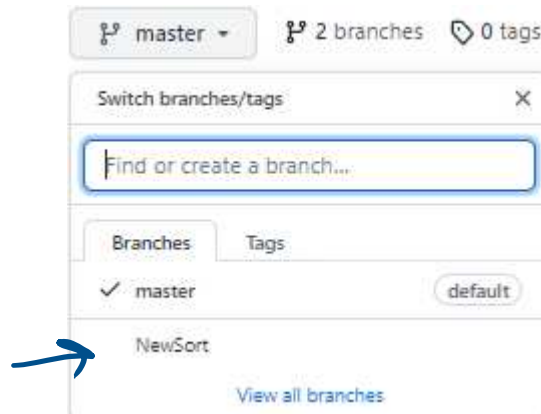 master 2 branches 0 tags
Switch branches/tags
Find or create a branch...
Branches Tags
master default
NewSort
View all branches